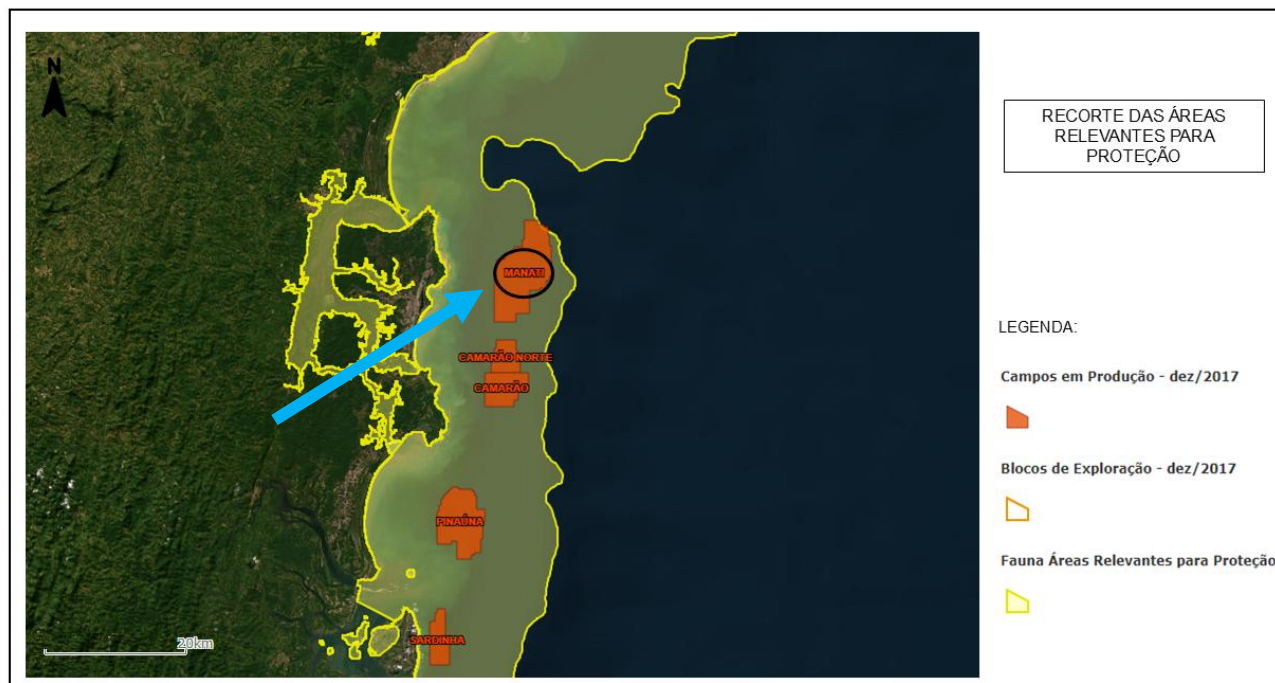 N
MANATI
CAMARÃO NORTE
CAMARÃO
PINAÚNA
SARDINHA
20km
RECORTE DAS ÁREAS
RELEVANTES PARA
PROTEÇÃO
LEGENDA:
Campos em Produção - dez/2017
Blocos de Exploração - dez/2017
Fauna Áreas Relevantes para Proteção